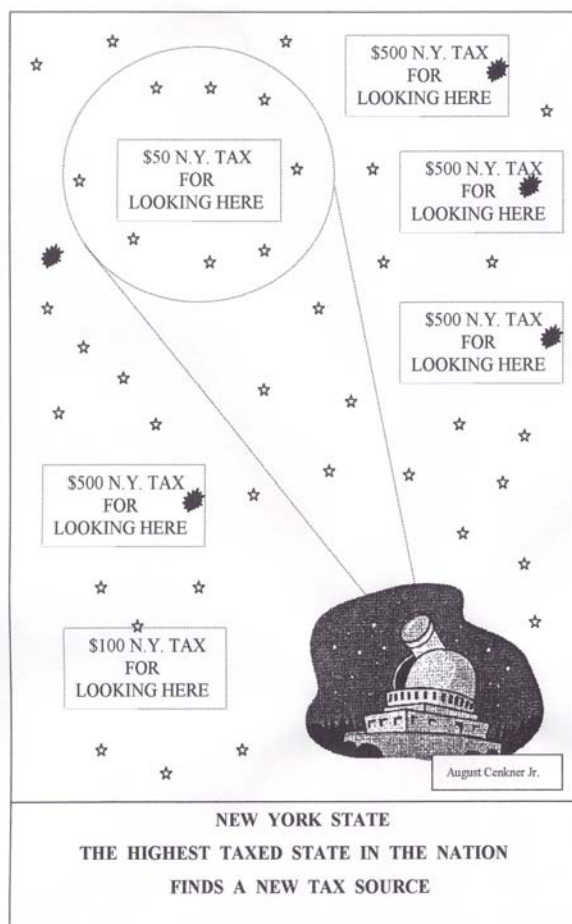 $500 N.Y. TAX
FOR
LOOKING HERE
$50 N.Y. TAX
FOR
LOOKING HERE
$500 N.Y. TAX
FOR
LOOKING HERE
$500 N.Y. TAX
FOR
LOOKING HERE
$500 N.Y. TAX
FOR
LOOKING HERE
$100 N.Y. TAX
FOR
LOOKING HERE
August Cenkner Jr.
NEW YORK STATE
THE HIGHEST TAXED STATE IN THE NATION
FINDS A NEW TAX SOURCE